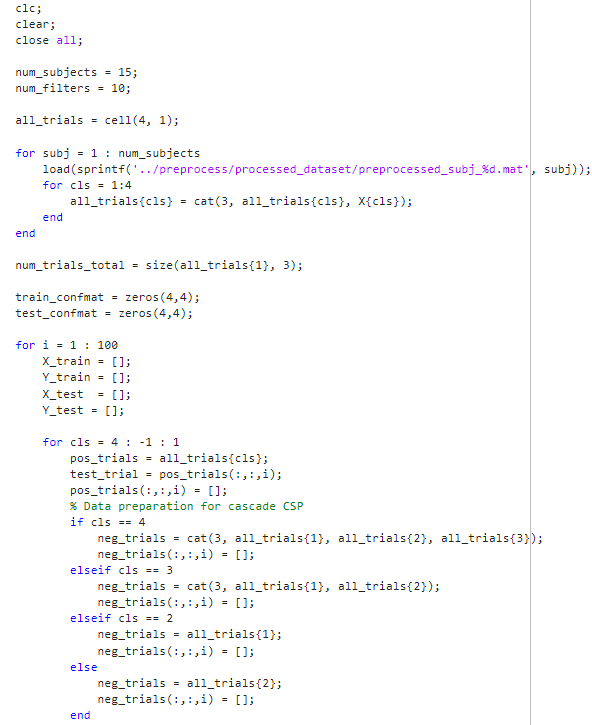 clc;
clear;
close all;

num_subjects = 15;
num_filters = 10;

all_trials = cell(4, 1);

for subj = 1 : num_subjects
    load(sprintf('../preprocess/processed_dataset/preprocessed_subj_%d.mat', subj));
    for cls = 1:4
        all_trials{cls} = cat(3, all_trials{cls}, X{cls});
    end
end

num_trials_total = size(all_trials{1}, 3);

train_confmat = zeros(4,4);
test_confmat = zeros(4,4);

for i = 1 : 100
    X_train = [];
    Y_train = [];
    X_test  = [];
    Y_test = [];

    for cls = 4 : -1 : 1
        pos_trials = all_trials{cls};
        test_trial = pos_trials(:,:,i);
        pos_trials(:,:,i) = [];
        % Data preparation for cascade CSP
        if cls == 4
            neg_trials = cat(3, all_trials{1}, all_trials{2}, all_trials{3});
            neg_trials(:,:,i) = [];
        elseif cls == 3
            neg_trials = cat(3, all_trials{1}, all_trials{2});
            neg_trials(:,:,i) = [];
        elseif cls == 2
            neg_trials = all_trials{1};
            neg_trials(:,:,i) = [];
        else
            neg_trials = all_trials{2};
            neg_trials(:,:,i) = [];
        end